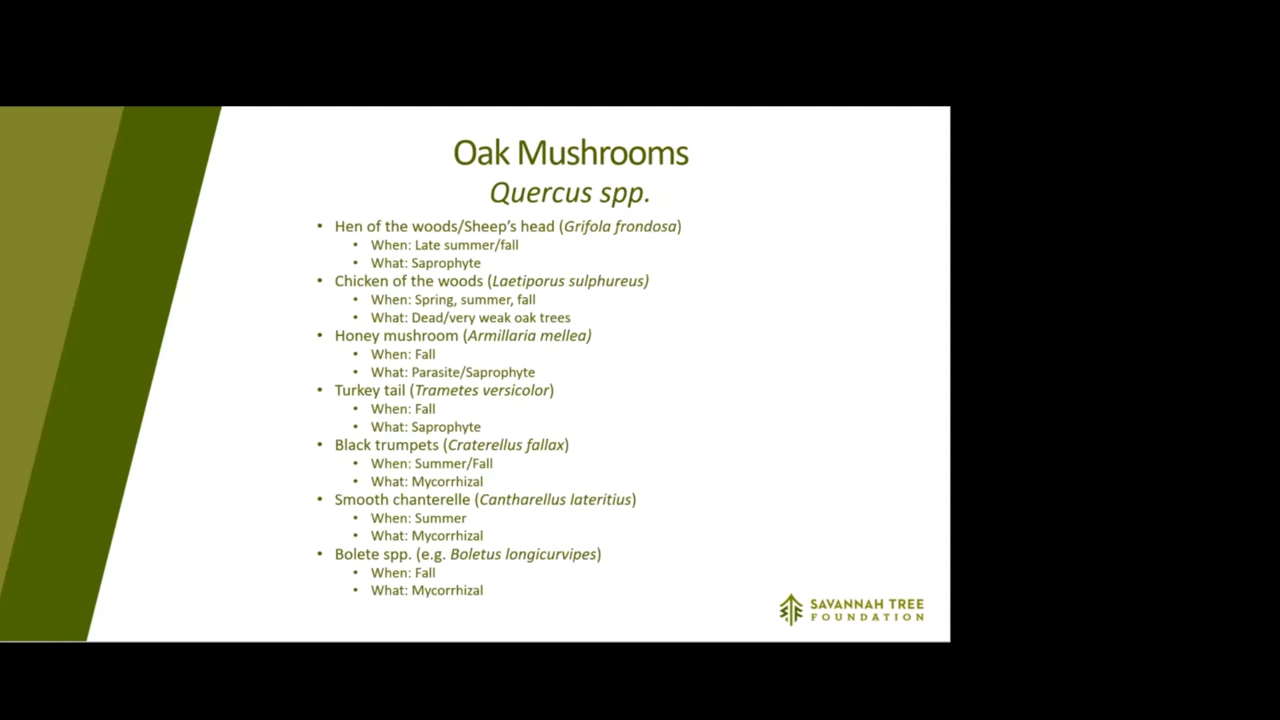 Oak Mushrooms
Quercus spp.
• Hen of the woods/Sheep's head (Grifola frondosa)
• When: Late summer/fall
• What: Saprophyte
• Chicken of the woods (Laetiporus sulphureus)
• When: Spring, summer, fall
• What: Dead/very weak oak trees
• Honey mushroom (Armillaria mellea)
• When: Fall
• What: Parasite/Saprophyte
• Turkey tail (Trametes versicolor)
• When: Fall
• What: Saprophyte
• Black trumpets (Craterellus fallax)
• When: Summer/Fall
• What: Mycorrhizal
• Smooth chanterelle (Cantharellus lateritius)
• When: Summer
• What: Mycorrhizal
• Bolete spp. (e.g. Boletus longicurvipes)
• When: Fall
• What: Mycorrhizal
SAVANNAH TREE
FOUNDATION